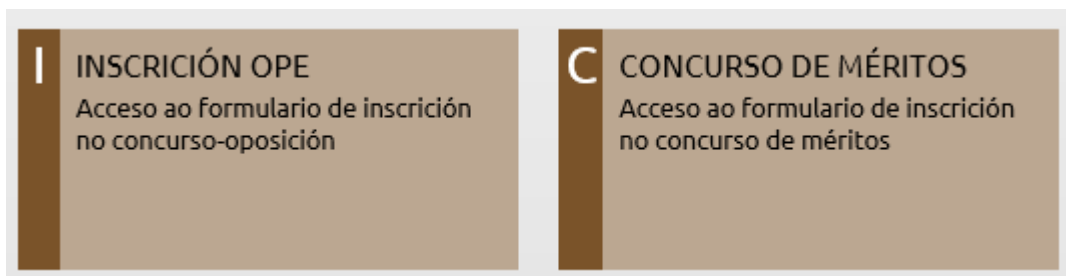 I
INSCRICIÓN OPE
Acceso ao formulario de inscrición
no concurso-oposición
C
CONCURSO DE MÉRITOS
Acceso ao formulario de inscrición
no concurso de méritos